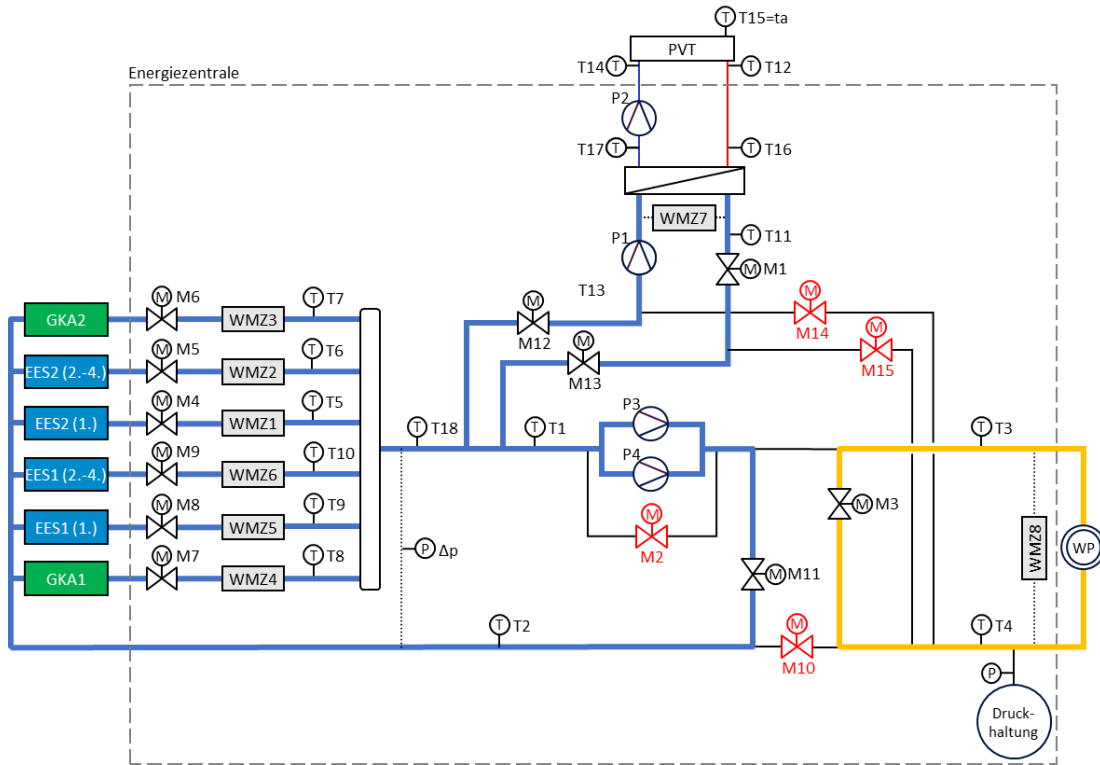 T T15=ta
PVT
T14 T
T T12
Energiezentrale
P2
T17 T
T T16
WMZ7
P1
T T11
M M1
T13
M
M14
M
M15
M
M12
M
M13
M M6
T T7
GKA2
WMZ3
M M5
T T6
EES2 (2.-4.)
WMZ2
M M4
T T5
EES2 (1.)
WMZ1
M M9
T T10
EES1 (2.-4.)
WMZ6
M M8
T T9
EES1 (1.)
WMZ5
M M7
T T8
GKA1
WMZ4
T T18
T T1
P3
P4
T T3
M
M2
M M3
P Δp
WMZ8
WP
M M11
T T2
M
M10
T T4
P
Druck-
haltung